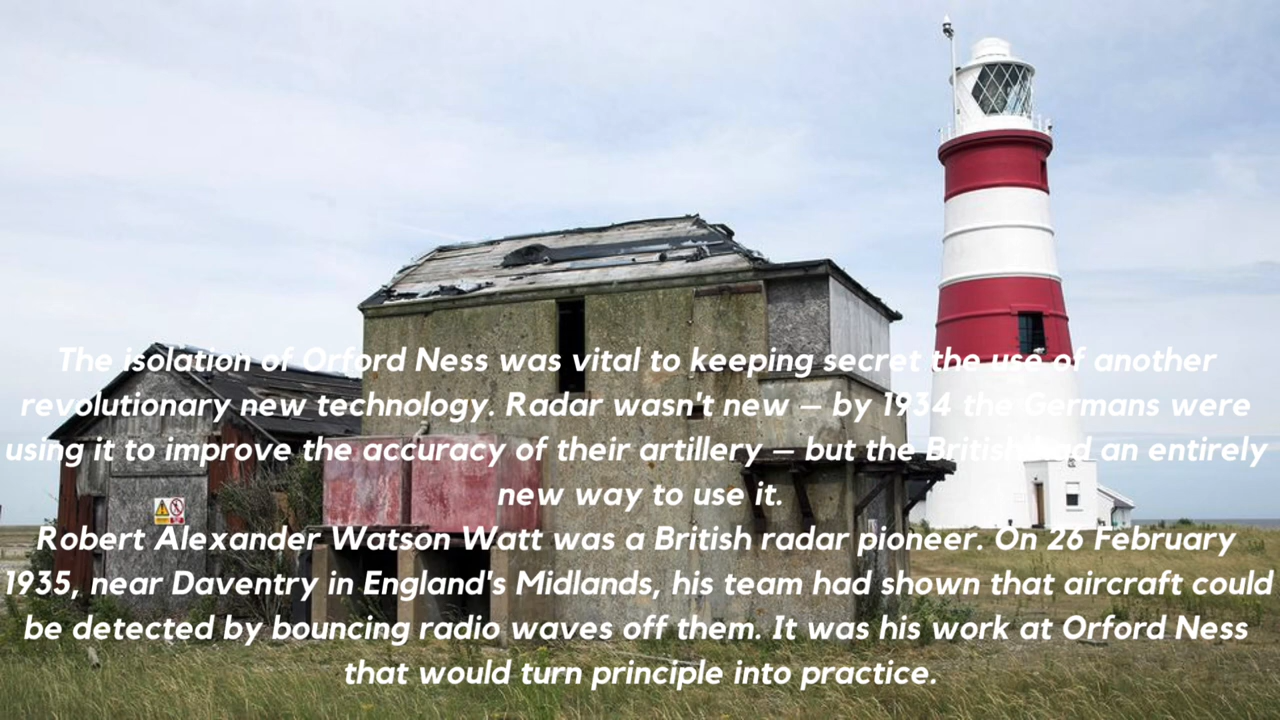 The isolation of Orford Ness was vital to keeping secret the use of another
revolutionary new technology. Radar wasn't new – by 1934 the Germans were
using it to improve the accuracy of their artillery – but the British had an entirely
new way to use it.
Robert Alexander Watson Watt was a British radar pioneer. On 26 February
1935, near Daventry in England's Midlands, his team had shown that aircraft could
be detected by bouncing radio waves off them. It was his work at Orford Ness
that would turn principle into practice.